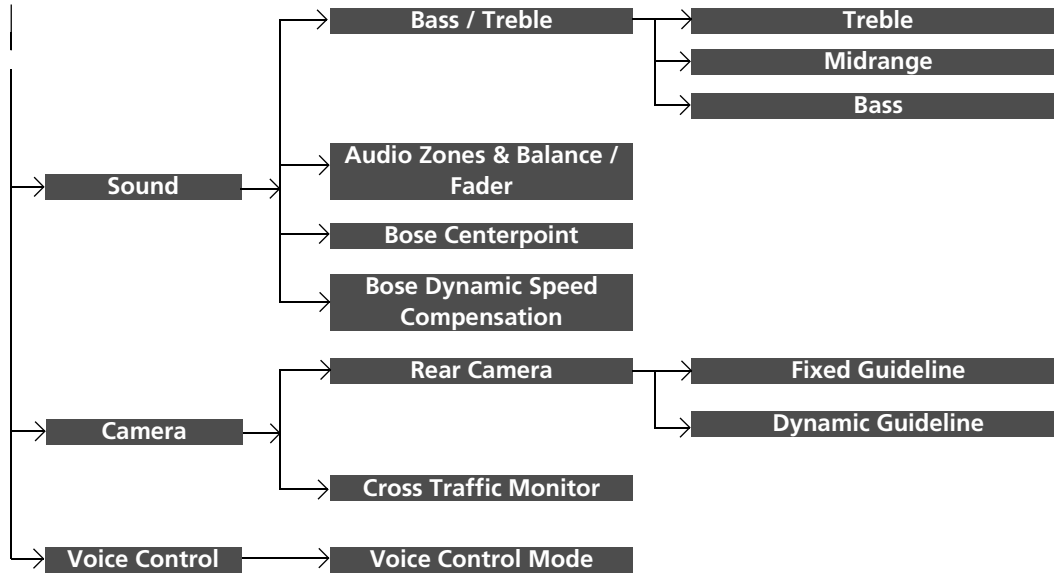 Bass / Treble
Treble
Midrange
Bass
Sound
Audio Zones & Balance /
Fader
Bose Centerpoint
Bose Dynamic Speed
Compensation
Camera
Rear Camera
Fixed Guideline
Dynamic Guideline
Cross Traffic Monitor
Voice Control
Voice Control Mode